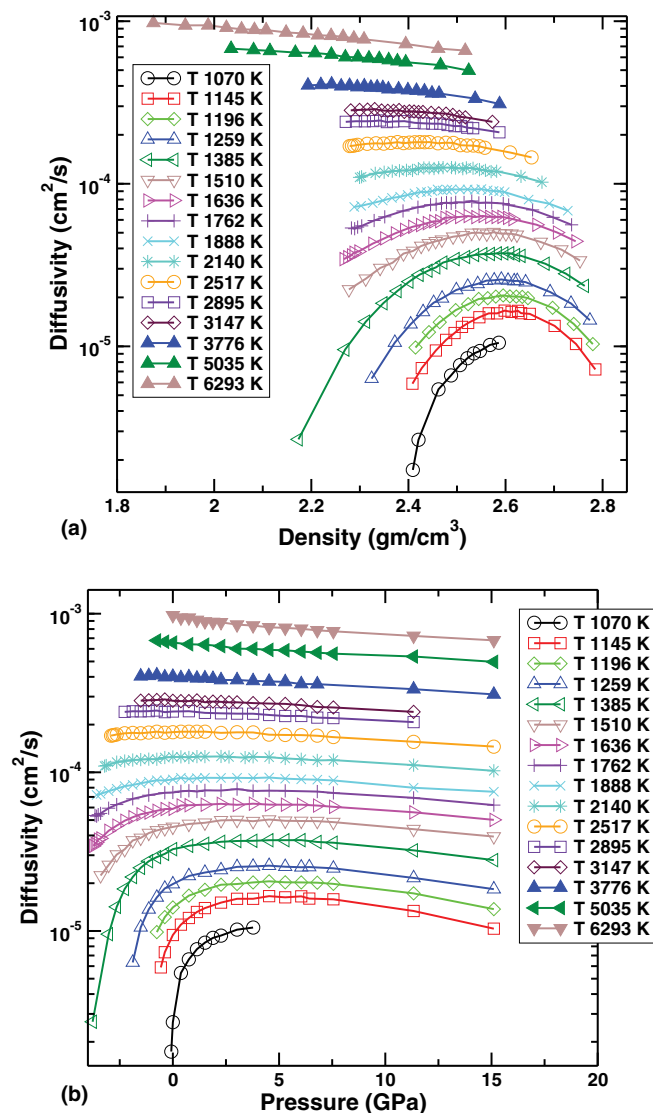 10⁻³
10⁻⁴
10⁻⁵
Diffusivity (cm²/s)
T 1070 K
T 1145 K
T 1196 K
T 1259 K
T 1385 K
T 1510 K
T 1636 K
T 1762 K
T 1888 K
T 2140 K
T 2517 K
T 2895 K
T 3147 K
T 3776 K
T 5035 K
T 6293 K
1.8 2 2.2 2.4 2.6 2.8
(a) Density (gm/cm³)
10⁻³
10⁻⁴
10⁻⁵
Diffusivity (cm²/s)
T 1070 K
T 1145 K
T 1196 K
T 1259 K
T 1385 K
T 1510 K
T 1636 K
T 1762 K
T 1888 K
T 2140 K
T 2517 K
T 2895 K
T 3147 K
T 3776 K
T 5035 K
T 6293 K
0 5 10 15 20
(b) Pressure (GPa)